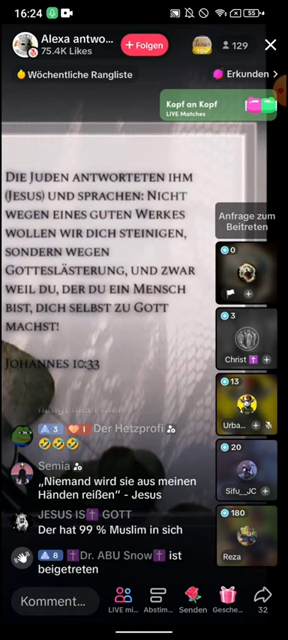 16:24
55
Alexa antwo...
75.4K Likes
+ Folgen
129
Wöchentliche Rangliste
Erkunden >
Kopf an Kopf
LIVE Matches
DIE JUDEN ANTWORTETEN IHM
(JESUS) UND SPRACHEN: NICHT
WEGEN EINES GUTEN WERKES
WOLLEN WIR DICH STEINIGEN,
SONDERN WEGEN
GOTTESLÄSTERUNG, UND ZWAR
WEIL DU, DER DU EIN MENSCH
BIST, DICH SELBST ZU GOTT
MACHST!
JOHANNES 10:33
Anfrage zum
Beitreten
0
3
Christ✝️
13
Urba...
20
Sifu_JC
180
Reza
3 1 Der Hetzprofi
🤣🤣🤣
Semia
„Niemand wird sie aus meinen
Händen reißen“ - Jesus
JESUS IS✝️ GOTT
Der hat 99 % Muslim in sich
8 ✝️Dr. ABU Snow✝️ ist
beigetreten
Komment...
LIVE mi...
Abstim...
Senden
Gesche...
32